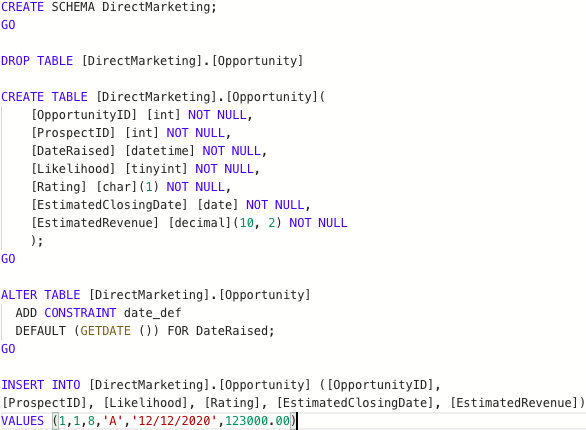 CREATE SCHEMA DirectMarketing;
GO
DROP TABLE [DirectMarketing].[Opportunity]
CREATE TABLE [DirectMarketing].[Opportunity](
[OpportunityID] [int] NOT NULL,
[ProspectID] [int] NOT NULL,
[DateRaised] [datetime] NOT NULL,
[Likelihood] [tinyint] NOT NULL,
[Rating] [char](1) NOT NULL,
[EstimatedClosingDate] [date] NOT NULL,
[EstimatedRevenue] [decimal](10, 2) NOT NULL
);
GO
ALTER TABLE [DirectMarketing].[Opportunity]
ADD CONSTRAINT date_def
DEFAULT (GETDATE ()) FOR DateRaised;
GO
INSERT INTO [DirectMarketing].[Opportunity] ([OpportunityID],
[ProspectID], [Likelihood], [Rating], [EstimatedClosingDate], [EstimatedRevenue])
VALUES (1,1,8,'A','12/12/2020',123000.00)